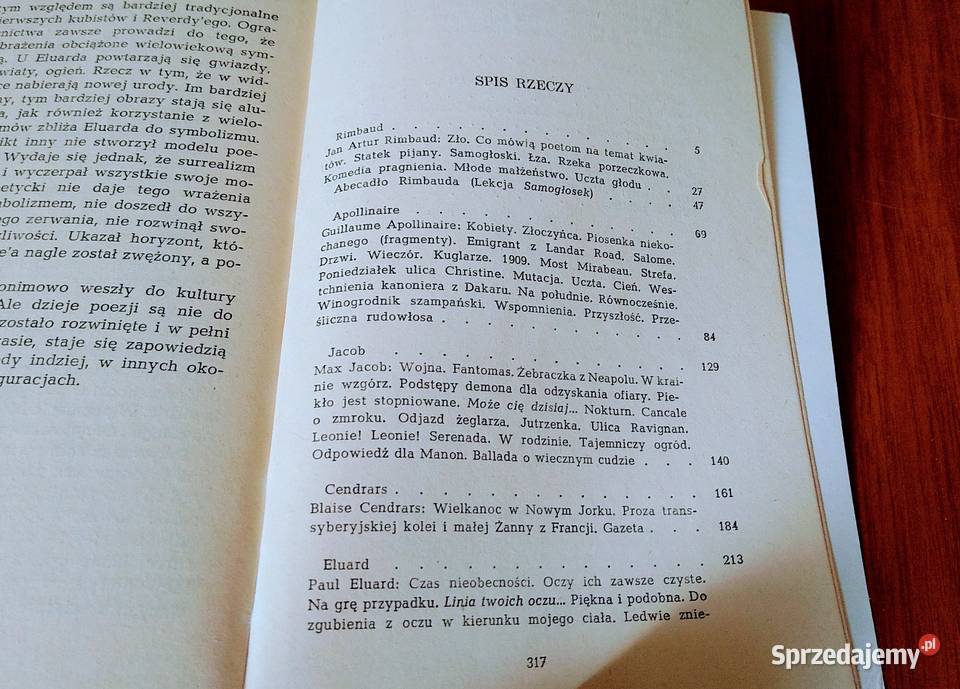 tym względem są bardziej tradycjonalne
ierwszych kubistów i Reverdy'ego. Ogra-
nictwa zawsze prowadzi do tego, że
brażenia obciążone wielowiekową sym-
ą. U Eluarda powtarzają się gwiazdy,
wiaty, ogień. Rzecz w tym, że w wid-
ce nabierają nowej urody. Im bardziej
ny, tym bardziej obrazy stają się alu-
a, jak również korzystanie z wielo-
mów zbliża Eluarda do symbolizmu.
ikt inny nie stworzył modelu poe-
Wydaje się jednak, że surrealizm
i wyczerpał wszystkie swoje mo-
etycki nie daje tego wrażenia
mbolizmem, nie doszedł do wszy-
ego zerwania, nie rozwinął swo-
liwości. Ukazał horyzont, któ-
e'a nagle został zwężony, a po-
onimowo weszły do kultury
Ale dzieje poezji są nie do
zostało rozwinięte i w pełni
asie, staje się zapowiedzią
dy indziej, w innych oko-
guracjach.
SPIS RZECZY
Rimbaud . . . . . . . . . . . . . 5
Jan Artur Rimbaud: Zło. Co mówią poetom na temat kwia-
tów. Statek pijany. Samogłoski. Łza. Rzeka porzeczkowa.
Komedia pragnienia. Młode małżeństwo. Uczta głodu . . 27
Abecadło Rimbauda (Lekcja Samogłosek) . . . . 47
Apollinaire . . . . . . . . . . . . 69
Guillaume Apollinaire: Kobiety. Złoczyńca. Piosenka nieko-
chanego (fragmenty). Emigrant z Landar Road. Salome.
Drzwi. Wieczór. Kuglarze. 1909. Most Mirabeau. Strefa.
Poniedziałek ulica Christine. Mutacja. Uczta. Cień. Wes-
tchnienia kanoniera z Dakaru. Na południe. Równocześnie.
Winogrodnik szampański. Wspomnienia. Przyszłość. Prze-
śliczna rudowłosa . . . . . . . . . . . 84
Jacob . . . . . . . . . . . . . 129
Max Jacob: Wojna. Fantomas. Żebraczka z Neapolu. W krai-
nie wzgórz. Podstępy demona dla odzyskania ofiary. Pie-
kło jest stopniowane. Może cię dzisiaj... Nokturn. Cancale
o zmroku. Odjazd żeglarza. Jutrzenka. Ulica Ravignan.
Leonie! Leonie! Serenada. W rodzinie. Tajemniczy ogród.
Odpowiedź dla Manon. Ballada o wiecznym cudzie . . . 140
Cendrars . . . . . . . . . . . . 161
Blaise Cendrars: Wielkanoc w Nowym Jorku. Proza trans-
syberyjskiej kolei i małej Żanny z Francji. Gazeta . . . 184
Eluard . . . . . . . . . . . . . 213
Paul Eluard: Czas nieobecności. Oczy ich zawsze czyste.
Na grę przypadku. Linia twoich oczu... Piękna i podobna. Do
zgubienia z oczu w kierunku mojego ciała. Ledwie znie-
317
Sprzedajemy.pl